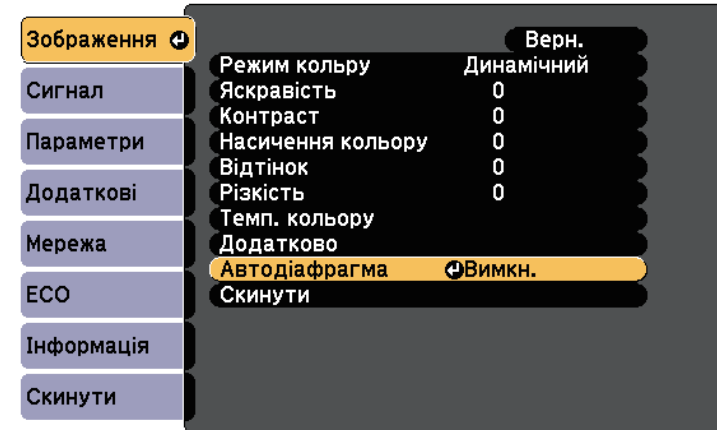 Зображення
Сигнал
Параметри
Додаткові
Мережа
ECO
Інформація
Скинути
Верн.
Режим кольру Динамічний
Яскравість 0
Контраст 0
Насичення кольору 0
Відтінок 0
Різкість 0
Темп. кольору
Додатково
Автодіафрагма Вимкн.
Скинути